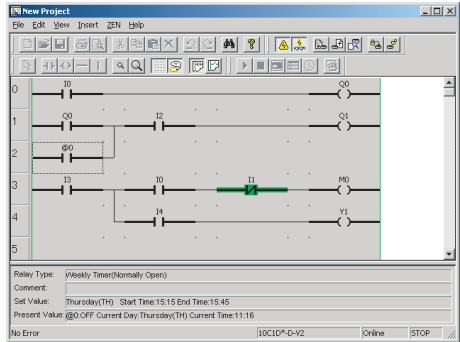 New Project
File Edit View Insert ZEN Help
0 I0 Q0
1 Q0 I2 Q1
2 @0
3 I3 I0 I1 M0
4 I4 Y1
5
Relay Type: Weekly Timer(Normally Open)
Comment:
Set Value: Thursday(TH) Start Time:15:15 End Time:15:45
Present Value: @0:OFF Current Day:Thursday(TH) Current Time:11:16
No Error 10C1D*-D-V2 Online STOP